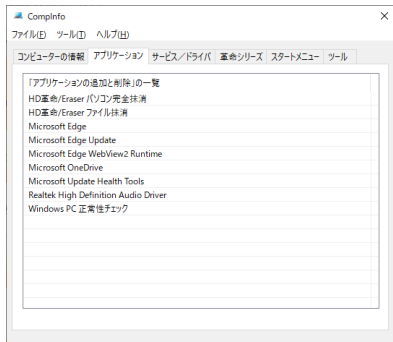 CompInfo
ファイル(F) ツール(T) ヘルプ(H)
コンピューターの情報 アプリケーション サービス／ドライバ 革命シリーズ スタートメニュー ツール
「アプリケーションの追加と削除」の一覧
HD革命/Eraser パソコン完全抹消
HD革命/Eraser ファイル抹消
Microsoft Edge
Microsoft Edge Update
Microsoft Edge WebView2 Runtime
Microsoft OneDrive
Microsoft Update Health Tools
Realtek High Definition Audio Driver
Windows PC 正常性チェック